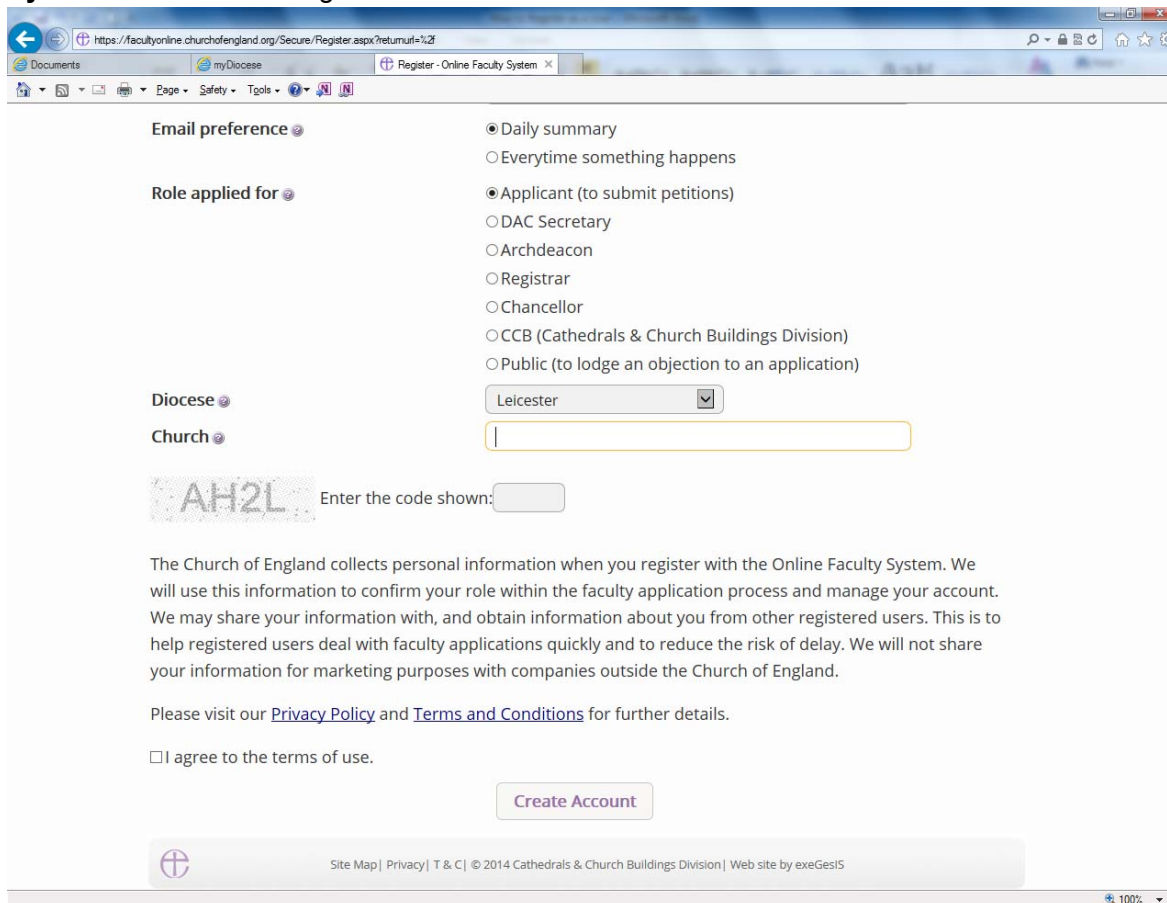 https://facultyonline.churchofengland.org/Secure/Register.aspx?returnurl=%2f
Documents
myDiocese
Register - Online Faculty System
Page
Safety
Tools
Email preference
Daily summary
Everytime something happens
Role applied for
Applicant (to submit petitions)
DAC Secretary
Archdeacon
Registrar
Chancellor
CCB (Cathedrals & Church Buildings Division)
Public (to lodge an objection to an application)
Diocese
Leicester
Church
AH2L Enter the code shown:
The Church of England collects personal information when you register with the Online Faculty System. We
will use this information to confirm your role within the faculty application process and manage your account.
We may share your information with, and obtain information about you from other registered users. This is to
help registered users deal with faculty applications quickly and to reduce the risk of delay. We will not share
your information for marketing purposes with companies outside the Church of England.
Please visit our Privacy Policy and Terms and Conditions for further details.
I agree to the terms of use.
Create Account
Site Map| Privacy| T & C| © 2014 Cathedrals & Church Buildings Division| Web site by exeGesIS
100%